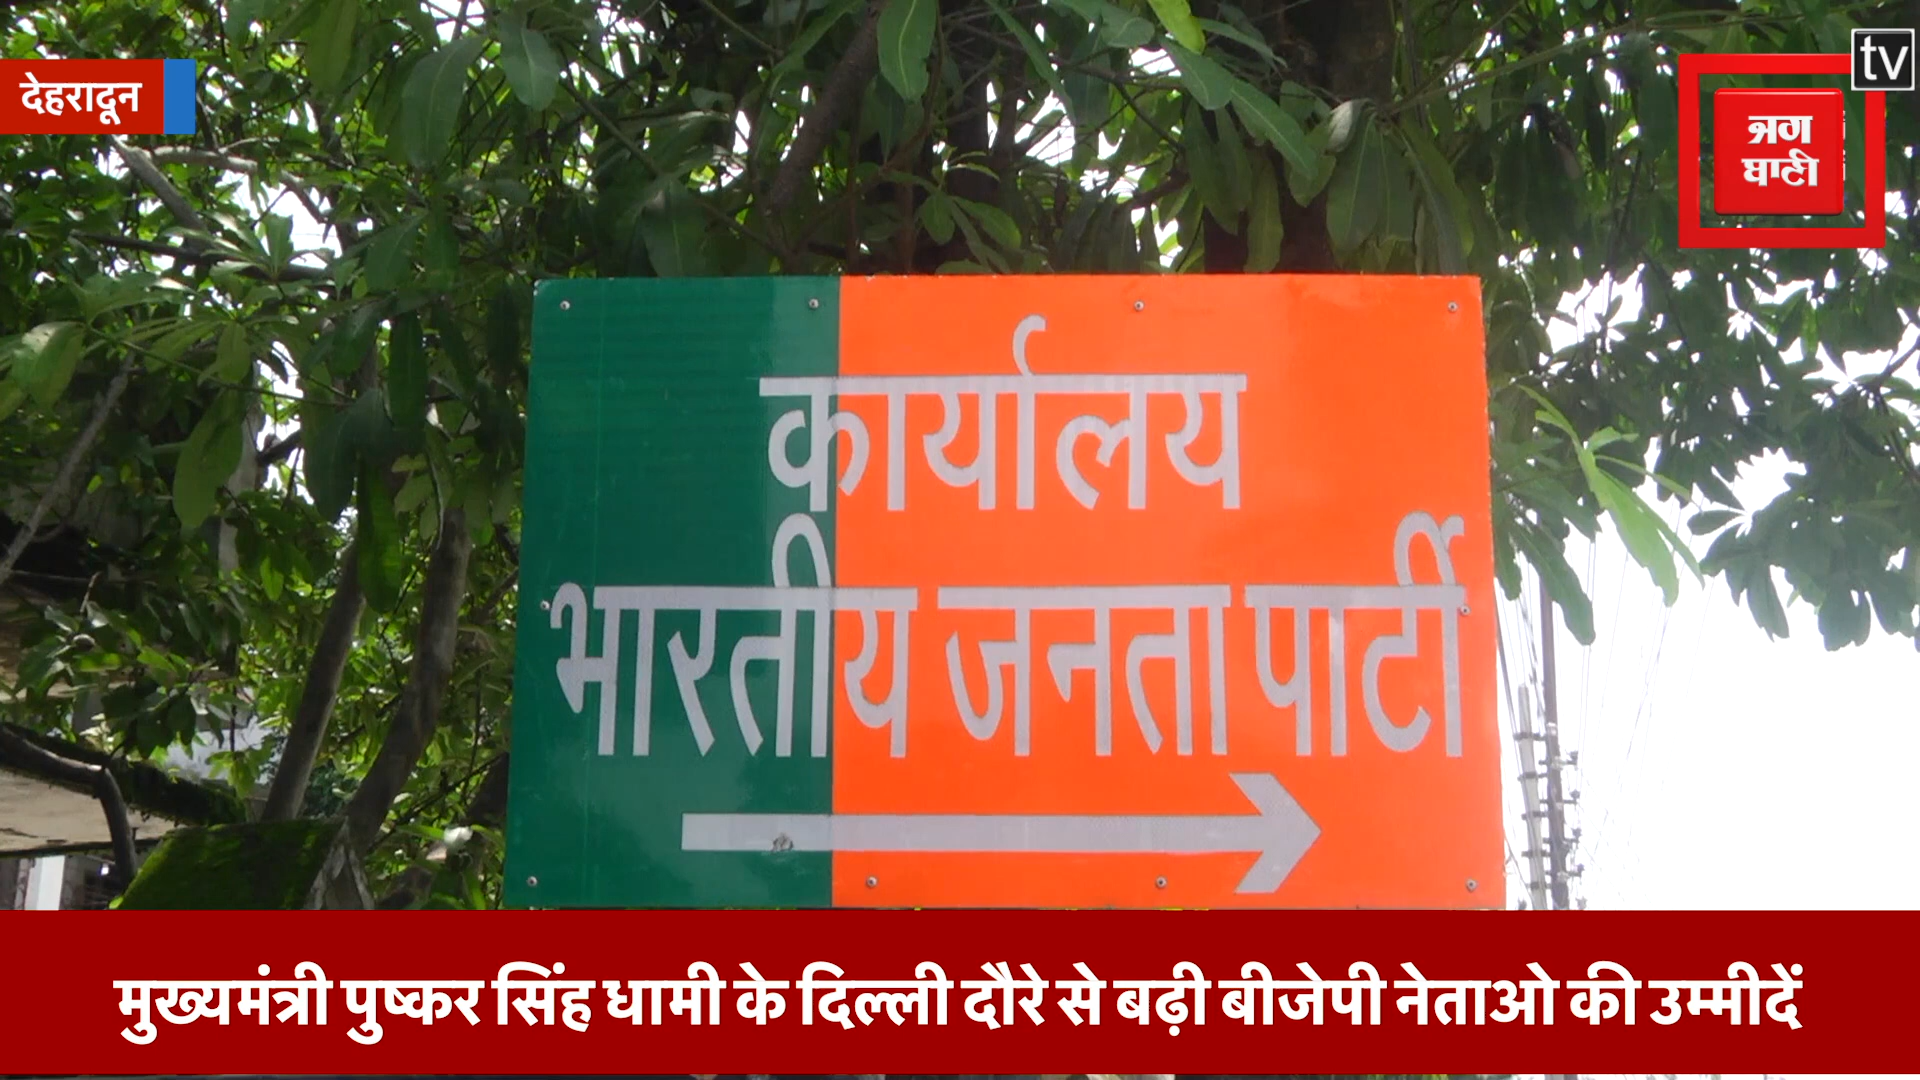 देहरादून
tv
जग
बाणी
कार्यालय
भारतीय जनता पार्टी
मुख्यमंत्री पुष्कर सिंह धामी के दिल्ली दौरे से बढ़ी बीजेपी नेताओ की उम्मीदें